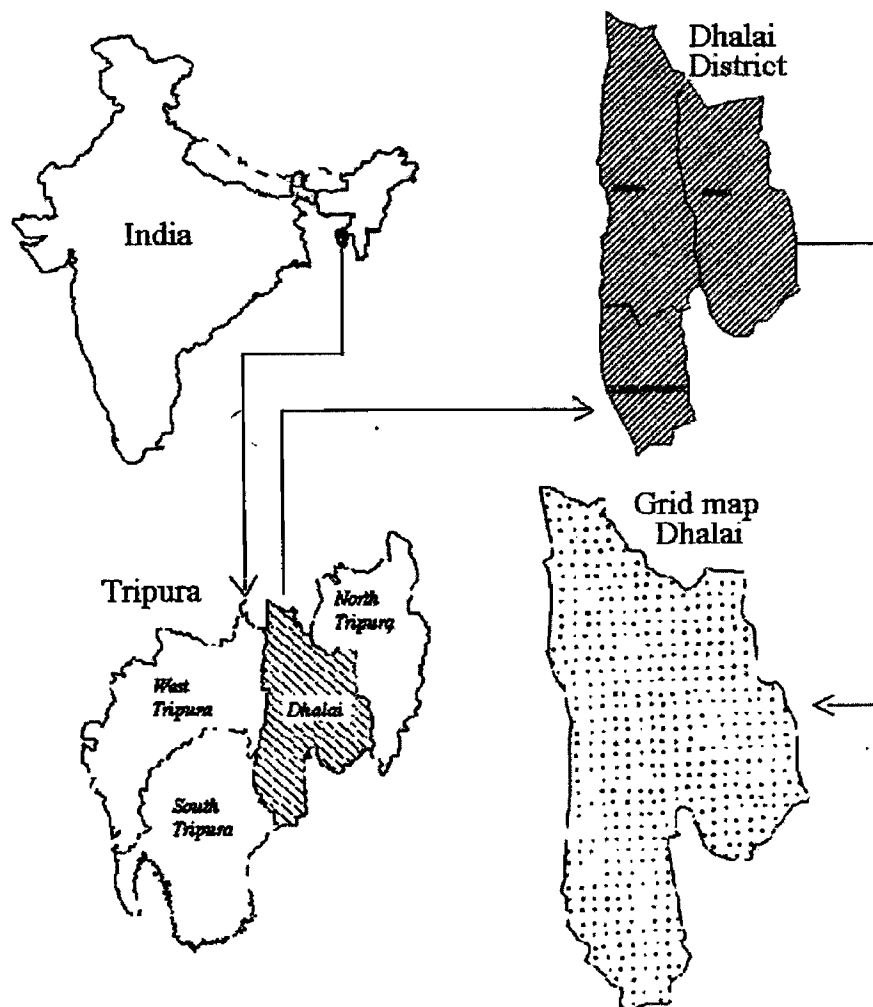 Dhalai
District
India
Grid map
Dhalai
Tripura
North
Tripura
West
Tripura
Dhalai
South
Tripura